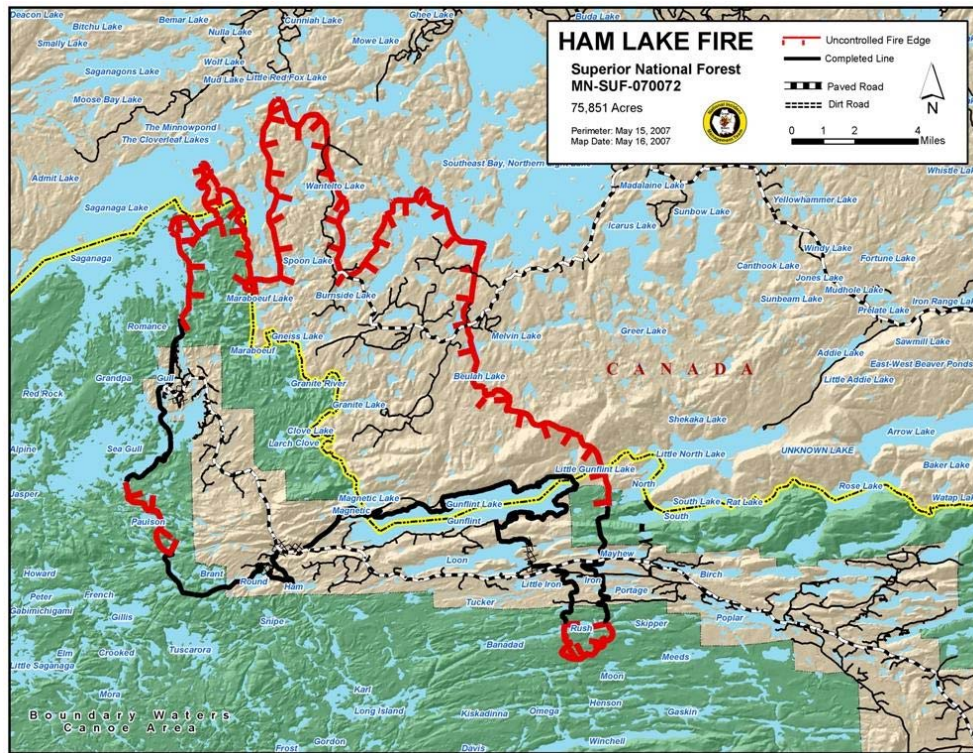 HAM LAKE FIRE
Superior National Forest
MN-SUF-070072
75,851 Acres
Perimeter: May 15, 2007
Map Date: May 16, 2007
Uncontrolled Fire Edge
Completed Line
Paved Road
Dirt Road
N
0 1 2 4
Miles
Deacon Lake
Bitchu Lake
Bemar Lake
Nulla Lake
Cunniah Lake
Ghee Lake
Buda Lake
Smally Lake
Mowe Lake
Saganagons Lake
Wolf Lake
Mud Lake
Little Red Fox Lake
Moose Bay Lake
The Minnowpond
The Cloverleaf Lakes
Admit Lake
Southeast Bay, Northern
Whistle Lake
Wantelto Lake
Madalaine Lake
Yellowhammer Lake
Saganaga Lake
Sunbow Lake
Icarus Lake
Saganaga
Windy Lake
Spoon Lake
Fortune Lake
Canthook Lake
Jones Lake
Maraboeuf Lake
Burnside Lake
Mudhole Lake
Sunbeam Lake
Iron Range Lake
Prelate Lake
Romance
Gneiss Lake
Melvin Lake
Greer Lake
Sawmill Lake
Maraboeuf
Addie Lake
East-West Beaver Ponds
Grandpa
Gull
Beulah Lake
CANADA
Red Rock
Granite River
Little Addie Lake
Granite Lake
Shekaka Lake
Clove Lake
Arrow Lake
Alpine
Sea Gull
Larch Clove
Little North Lake
UNKNOWN LAKE
Little Gunflint Lake
Baker Lake
Jasper
North
Rose Lake
Magnetic Lake
Gunflint Lake
South Lake
Rat Lake
Watap Lake
Magnetic
South
Paulson
Gunflint
Mayhew
Loon
Howard
Brant
Round
Ham
Little Iron
Iron
Birch
Peter
French
Portage
Gabimichigami
Gillis
Tucker
Poplar
Snipe
Rush
Skipper
Elm
Crooked
Tuscarora
Banadad
Little Saganaga
Meeds
Moon
Mora
Karl
Henson
Long Island
Omega
Gaskin
Kiskadinna
Boundary Waters
Canoe Area
Gordon
Frost
Davis
Winchell